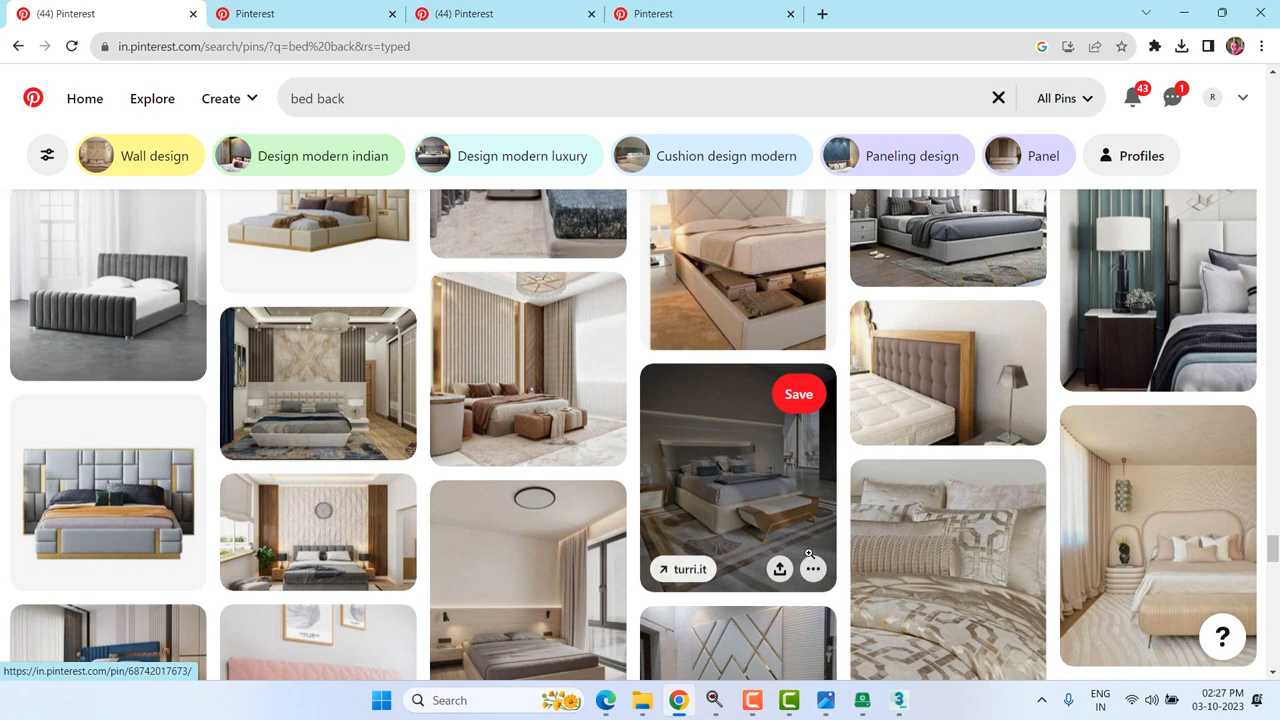 (44) Pinterest
Pinterest
(44) Pinterest
Pinterest
in.pinterest.com/search/pins/?q=bed%20back&rs=typed
Home
Explore
Create
bed back
All Pins
43
1
R
Wall design
Design modern indian
Design modern luxury
Cushion design modern
Paneling design
Panel
Profiles
Save
turri.it
?
https://in.pinterest.com/pin/68742017673/
Search
ENG
IN
02:27 PM
03-10-2023